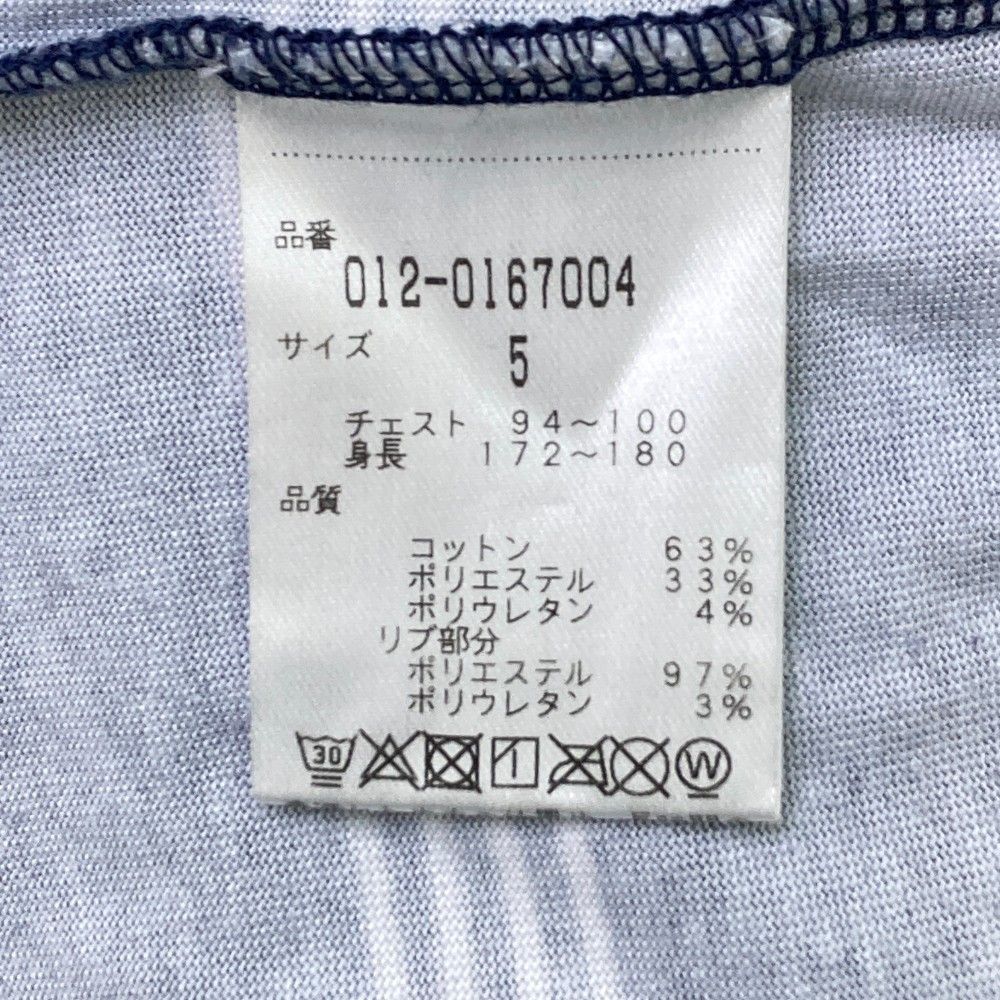 品番
012-0167004
サイズ 5
チェスト 94～100
身長 172～180
品質
コットン 63%
ポリエステル 33%
ポリウレタン 4%
リブ部分
ポリエステル 97%
ポリウレタン 3%
30 W